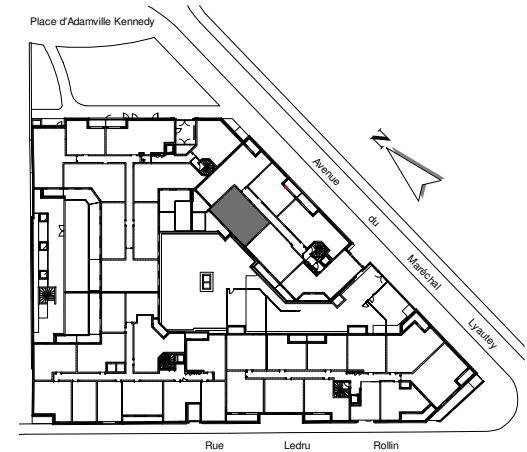 Place d'Adamville Kennedy
N
Avenue
du
Maréchal
Lyautey
Rue Ledru Rollin